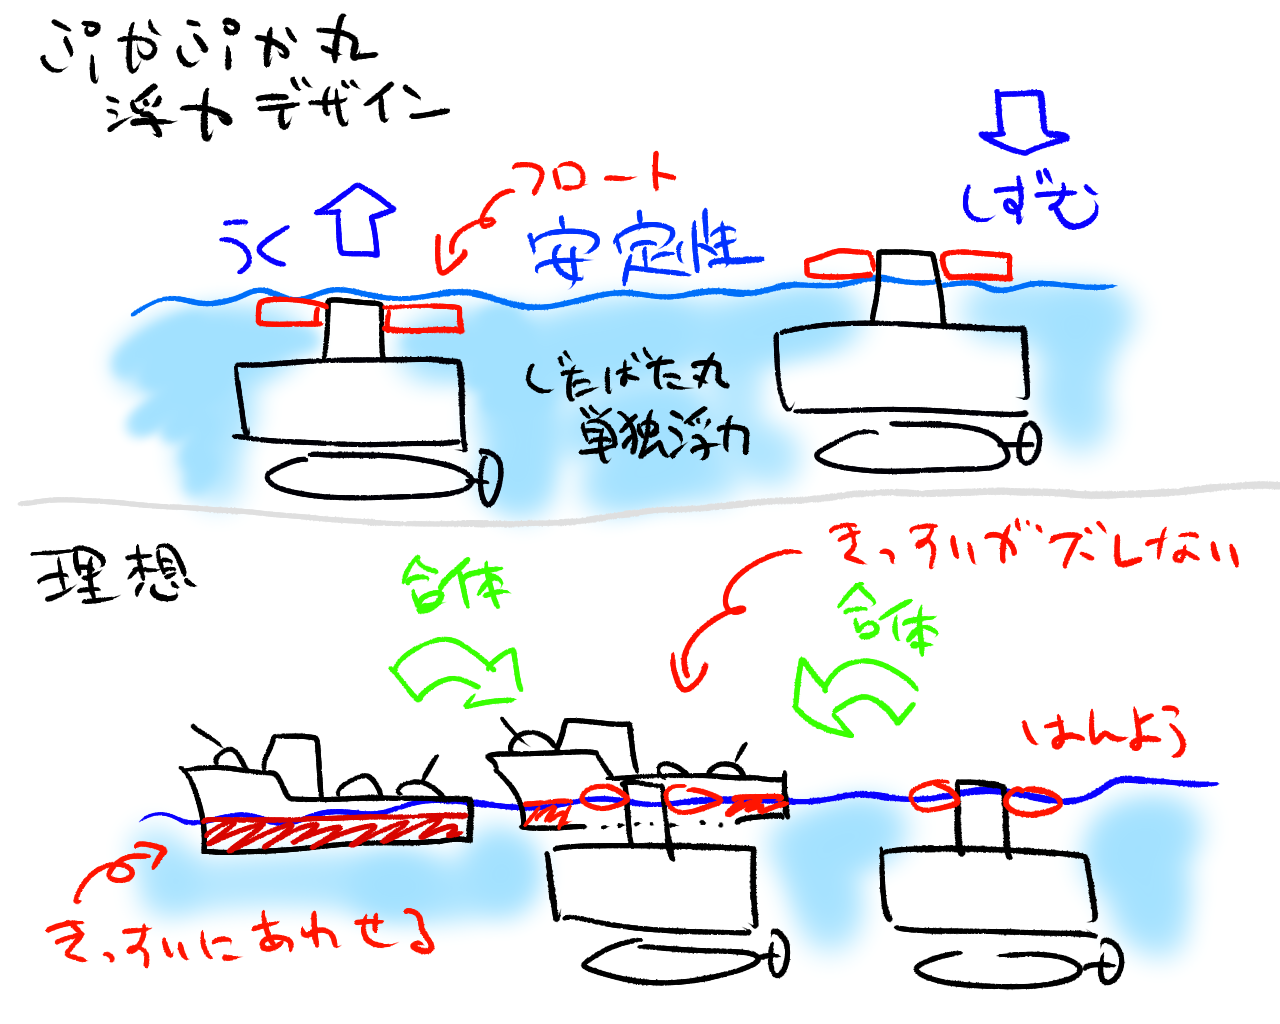 ぷかぷか丸
浮力デザイン
うく
フロート
安定性
しずむ
じたばた丸
単独浮力
理想
合体
きっすいがズレない
合体
はんよう
きっすいにあわせる